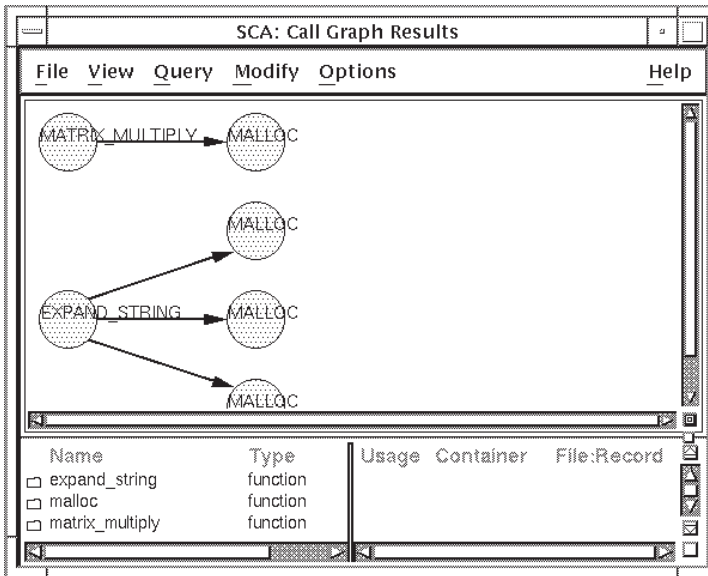 SCA: Call Graph Results
File View Query Modify Options Help
MATRIX_MULTIPLY MALLOC
MALLOC
EXPAND_STRING MALLOC
MALLOC
Name Type Usage Container File:Record
expand_string function
malloc function
matrix_multiply function